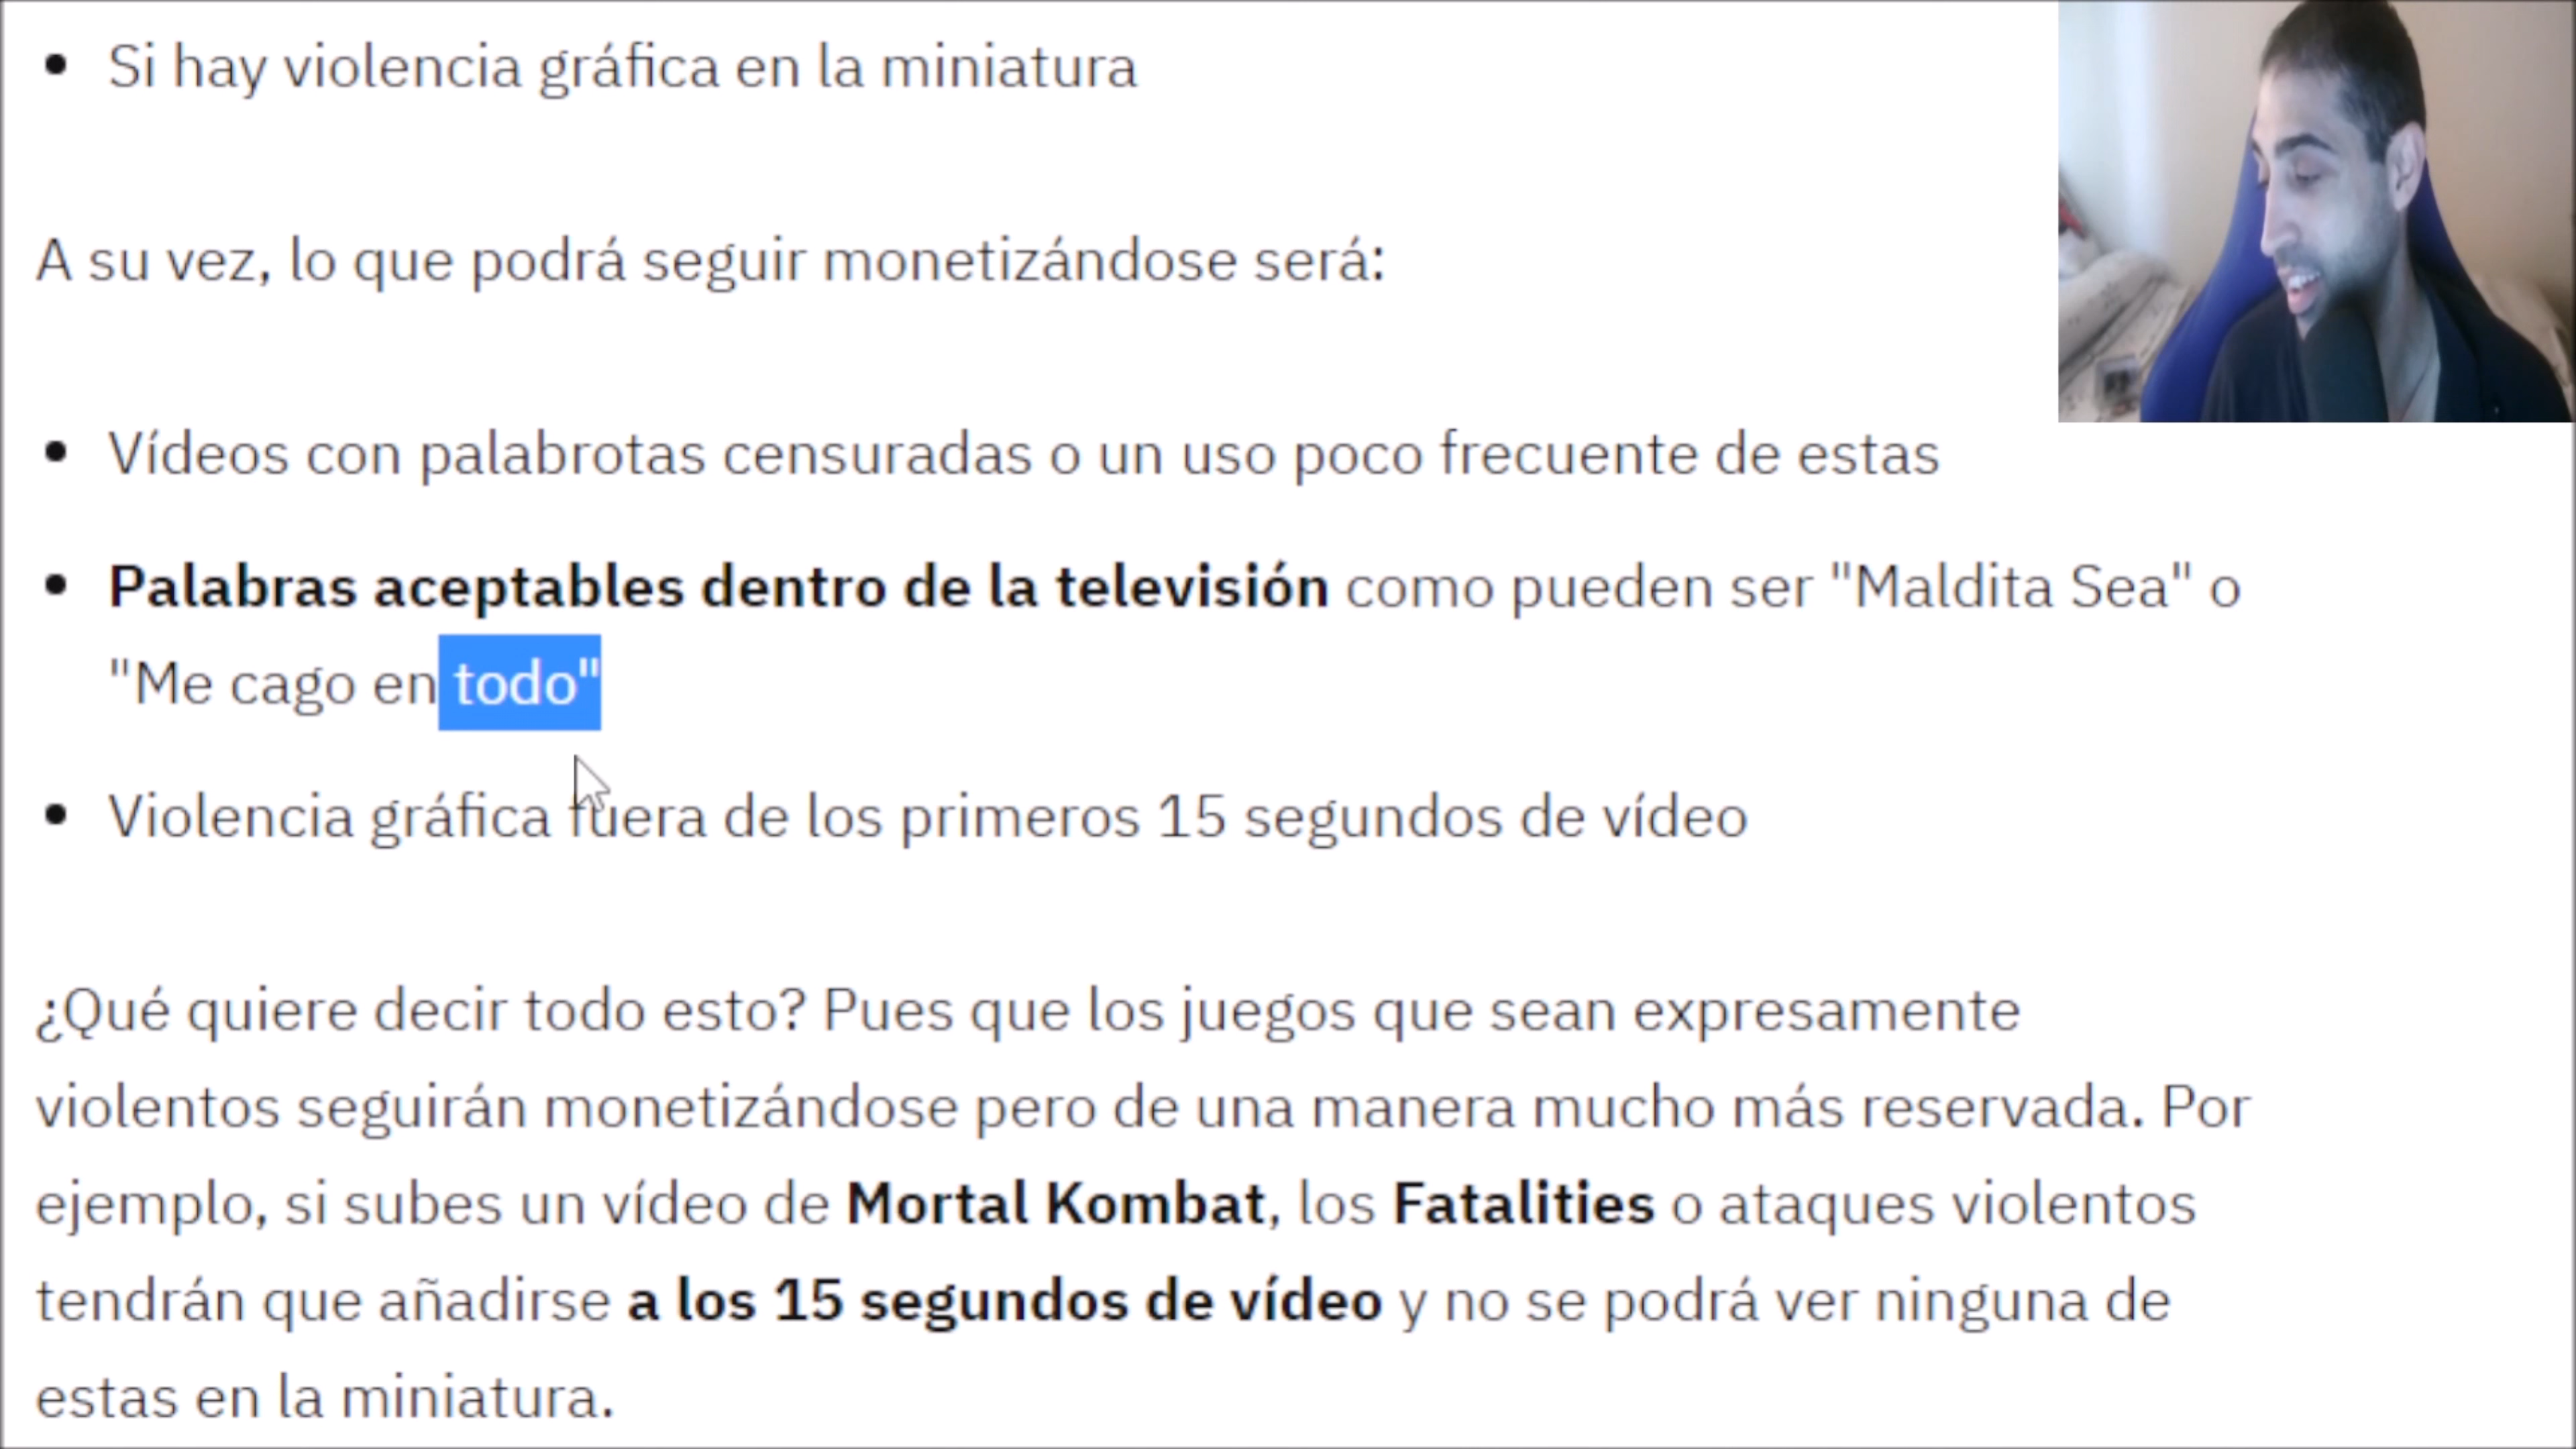 Si hay violencia gráfica en la miniatura
A su vez, lo que podrá seguir monetizándose será:
Vídeos con palabrotas censuradas o un uso poco frecuente de estas
Palabras aceptables dentro de la televisión como pueden ser "Maldita Sea" o
"Me cago en todo"
Violencia gráfica fuera de los primeros 15 segundos de vídeo
¿Qué quiere decir todo esto? Pues que los juegos que sean expresamente
violentos seguirán monetizándose pero de una manera mucho más reservada. Por
ejemplo, si subes un vídeo de Mortal Kombat, los Fatalities o ataques violentos
tendrán que añadirse a los 15 segundos de vídeo y no se podrá ver ninguna de
estas en la miniatura.